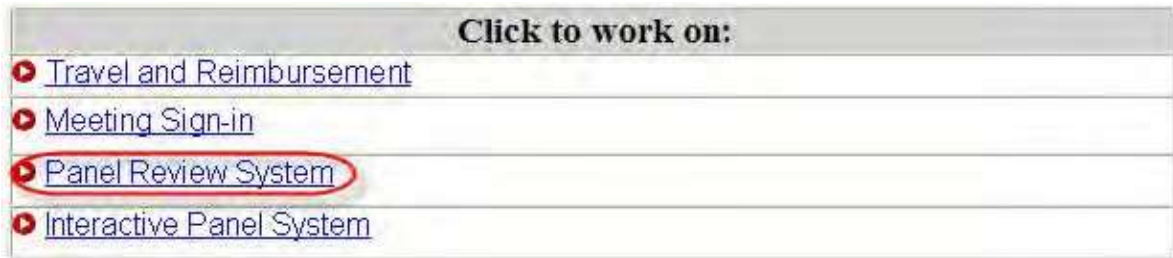 Click to work on:
Travel and Reimbursement
Meeting Sign-in
Panel Review System
Interactive Panel System